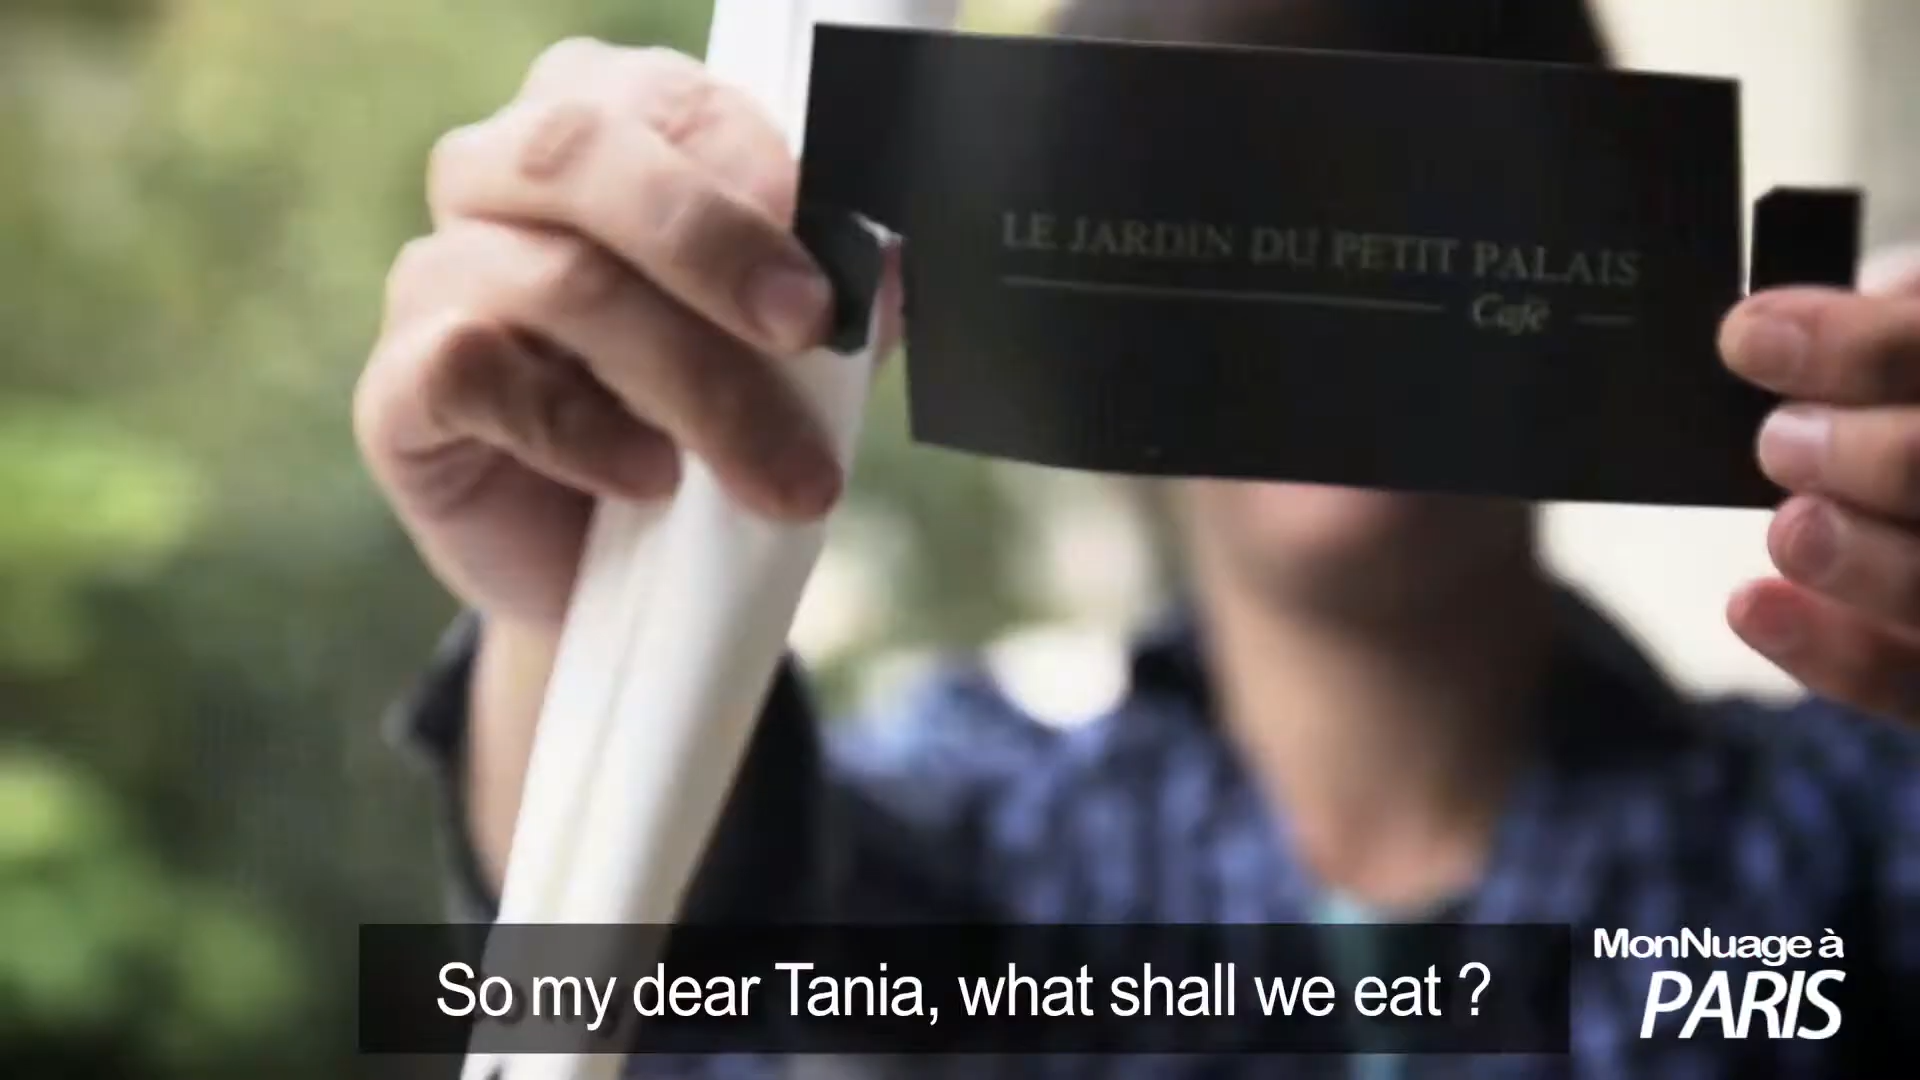 LE JARDIN DU PETIT PALAIS
Café
So my dear Tania, what shall we eat ?
MonNuage à
PARIS